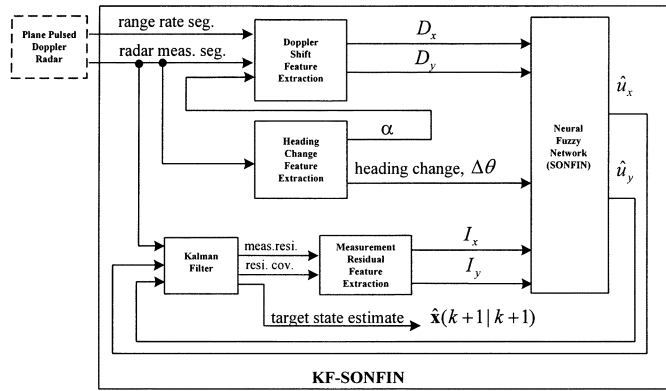 Plane Pulsed
Doppler
Radar
range rate seg.
radar meas. seg.
Doppler
Shift
Feature
Extraction
D_x
D_y
Heading
Change
Feature
Extraction
α
heading change, Δθ
Neural
Fuzzy
Network
(SONFIN)
û_x
û_y
Kalman
Filter
meas.resi.
resi. cov.
Measurement
Residual
Feature
Extraction
I_x
I_y
target state estimate
x̂(k+1|k+1)
KF-SONFIN